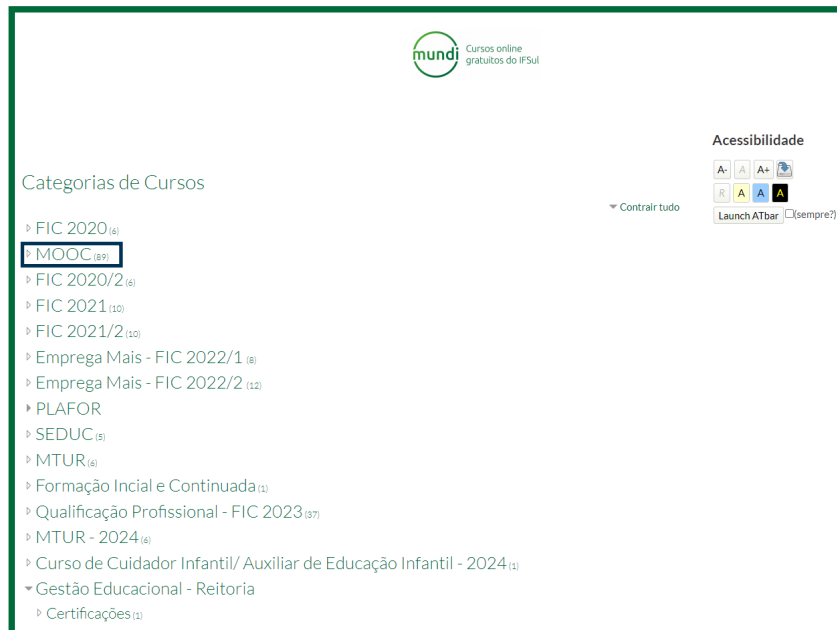 mundi
Cursos online
gratuitos do IFSul
Acessibilidade
A- A A+
R A A A
Launch ATbar (sempre?)
Categorias de Cursos
Contrair tudo
FIC 2020 (6)
MOOC (89)
FIC 2020/2 (6)
FIC 2021 (10)
FIC 2021/2 (10)
Emprega Mais - FIC 2022/1 (8)
Emprega Mais - FIC 2022/2 (12)
PLAFOR
SEDUC (5)
MTUR (6)
Formação Incial e Continuada (1)
Qualificação Profissional - FIC 2023 (37)
MTUR - 2024 (6)
Curso de Cuidador Infantil/ Auxiliar de Educação Infantil - 2024 (1)
Gestão Educacional - Reitoria
Certificações (1)